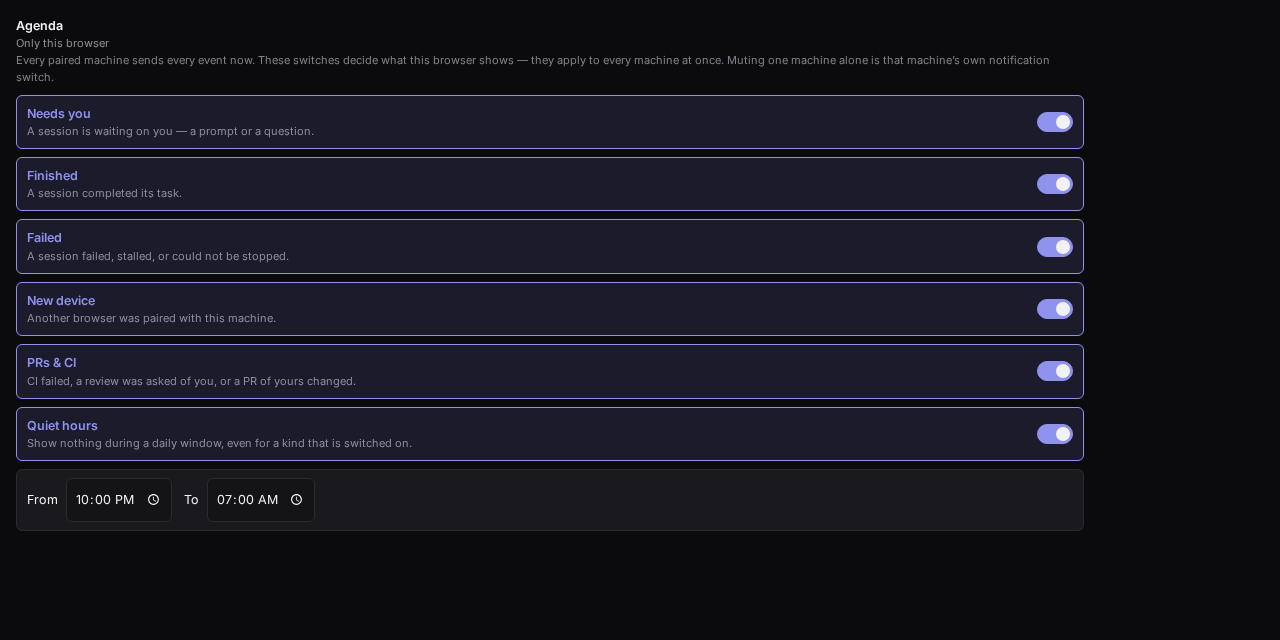 Agenda
Only this browser
Every paired machine sends every event now. These switches decide what this browser shows — they apply to every machine at once. Muting one machine alone is that machine's own notification
switch.
Needs you
A session is waiting on you — a prompt or a question.
Finished
A session completed its task.
Failed
A session failed, stalled, or could not be stopped.
New device
Another browser was paired with this machine.
PRs & CI
CI failed, a review was asked of you, or a PR of yours changed.
Quiet hours
Show nothing during a daily window, even for a kind that is switched on.
From 10:00 PM To 07:00 AM